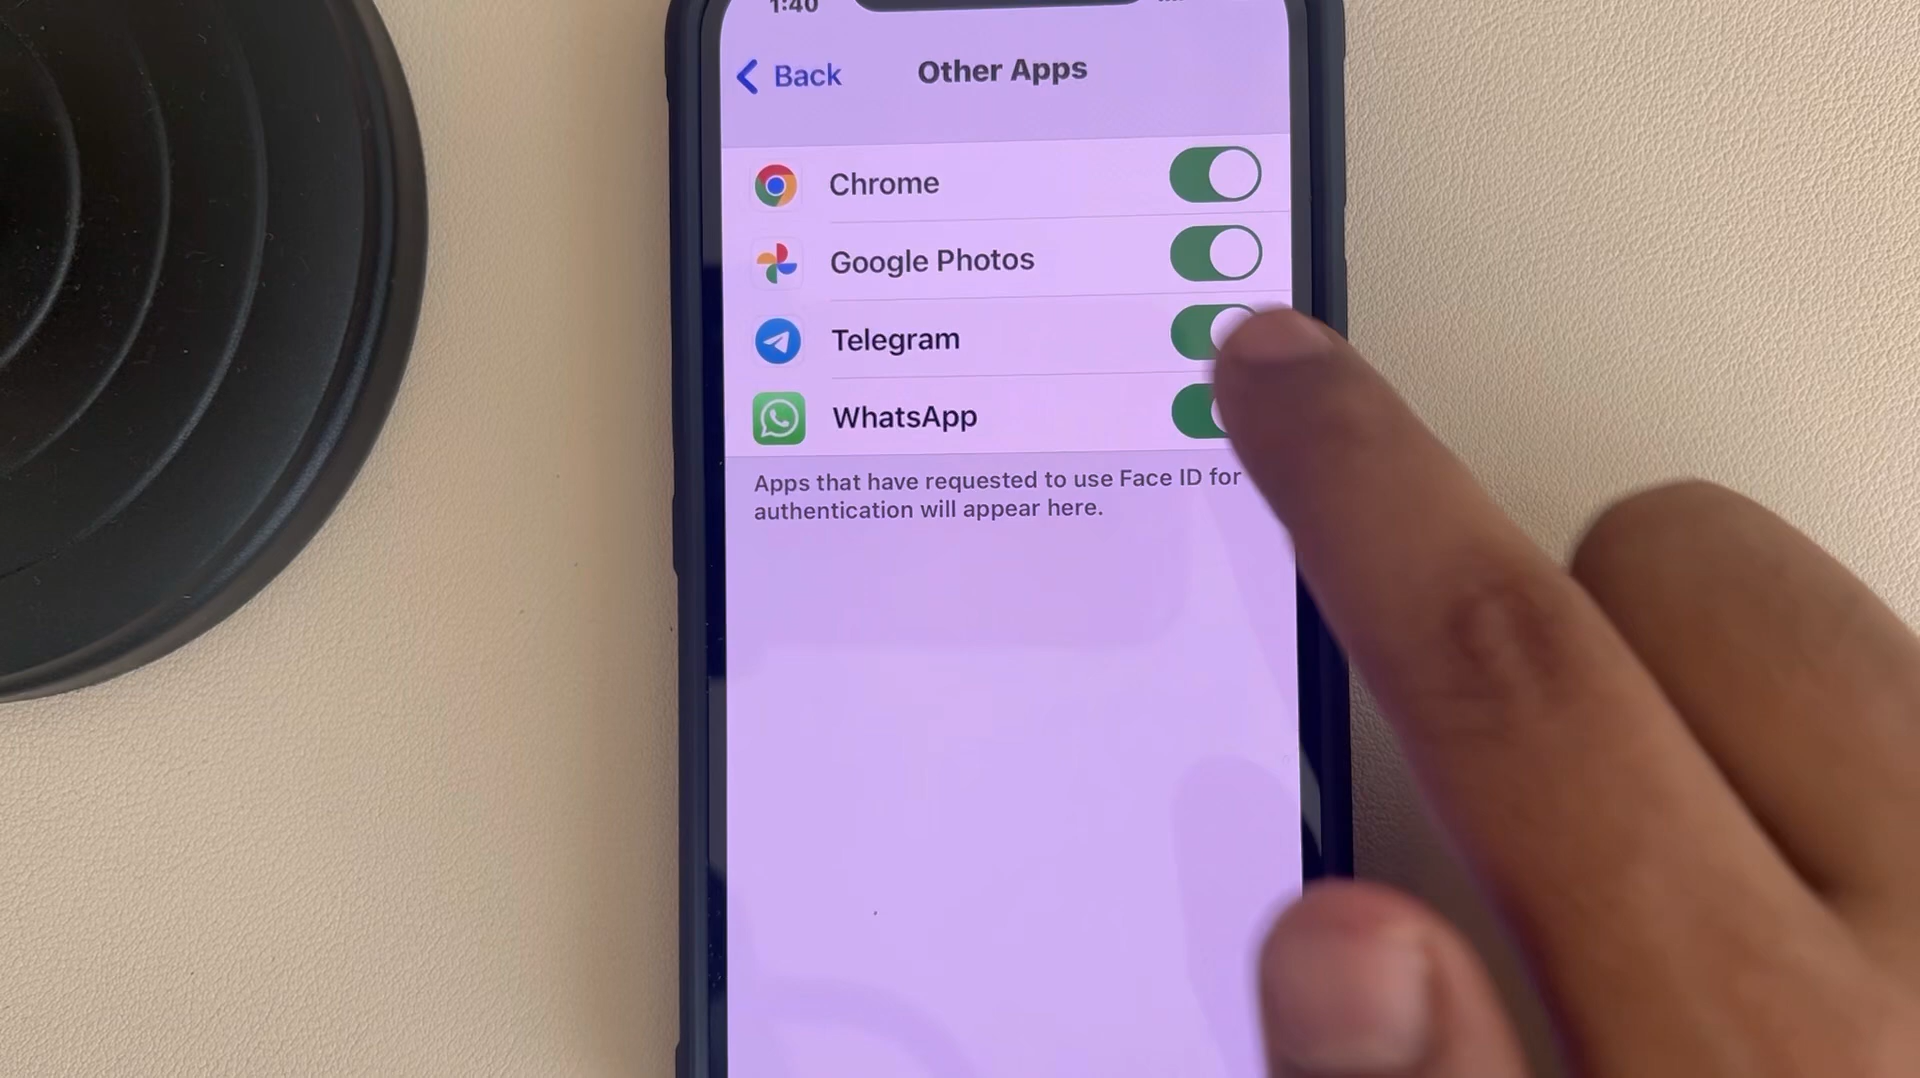 1:40
Back
Other Apps
Chrome
Google Photos
Telegram
WhatsApp
Apps that have requested to use Face ID for
authentication will appear here.